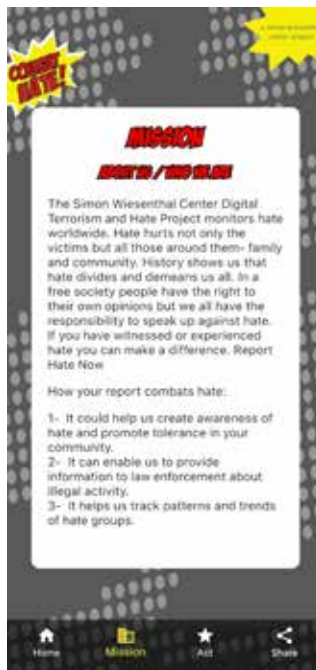 COMBAT
HATE!
MISSION
ABOUT US / WHO WE ARE
The Simon Wiesenthal Center Digital
Terrorism and Hate Project monitors hate
worldwide. Hate hurts not only the
victims but all those around them- family
and community. History shows us that
hate divides and demeans us all. In a
free society people have the right to
their own opinions but we all have the
responsibility to speak up against hate.
If you have witnessed or experienced
hate you can make a difference. Report
Hate Now
How your report combats hate:
1- It could help us create awareness of
hate and promote tolerance in your
community.
2- It can enable us to provide
information to law enforcement about
illegal activity.
3- It helps us track patterns and trends
of hate groups.
Home
Mission
Act
Share